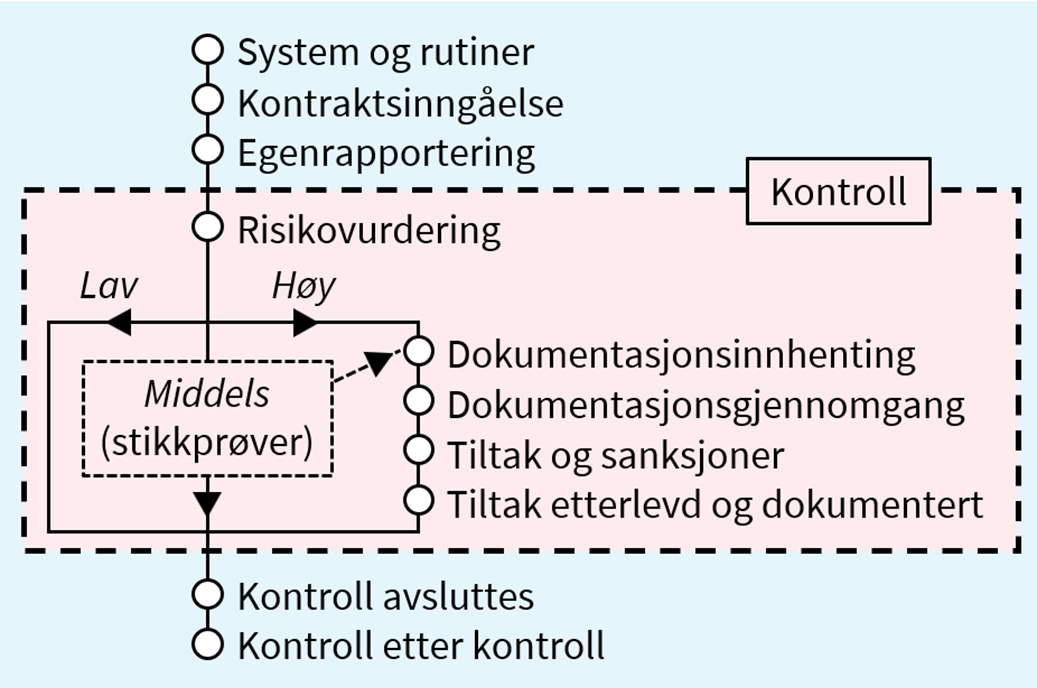 System og rutiner
Kontraktsinngåelse
Egenrapportering
Kontroll
Risikovurdering
Lav
Høy
Middels
(stikkprøver)
Dokumentasjonsinnhenting
Dokumentasjonsgjennomgang
Tiltak og sanksjoner
Tiltak etterlevd og dokumentert
Kontroll avsluttes
Kontroll etter kontroll